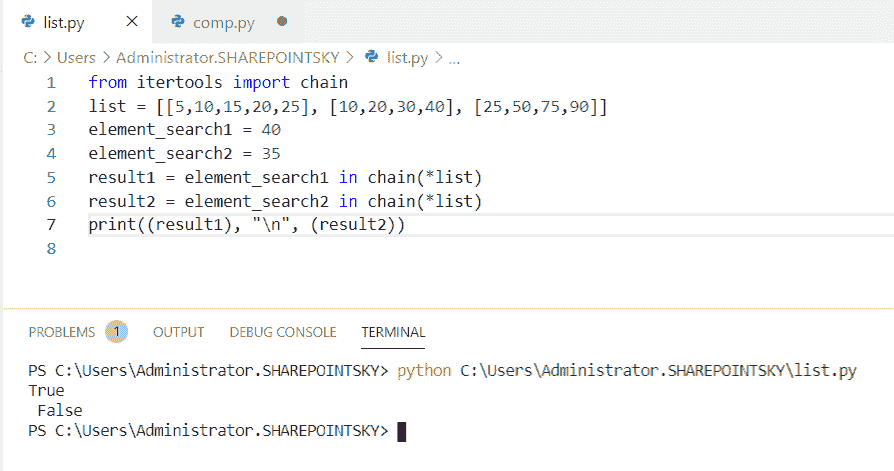 list.py × comp.py
C: > Users > Administrator.SHAREPOINTSKY > list.py > ...
1 from itertools import chain
2 list = [[5,10,15,20,25], [10,20,30,40], [25,50,75,90]]
3 element_search1 = 40
4 element_search2 = 35
5 result1 = element_search1 in chain(*list)
6 result2 = element_search2 in chain(*list)
7 print((result1), "\n", (result2))
8
PROBLEMS 1 OUTPUT DEBUG CONSOLE TERMINAL
PS C:\Users\Administrator.SHAREPOINTSKY> python C:\Users\Administrator.SHAREPOINTSKY\list.py
True
 False
PS C:\Users\Administrator.SHAREPOINTSKY>